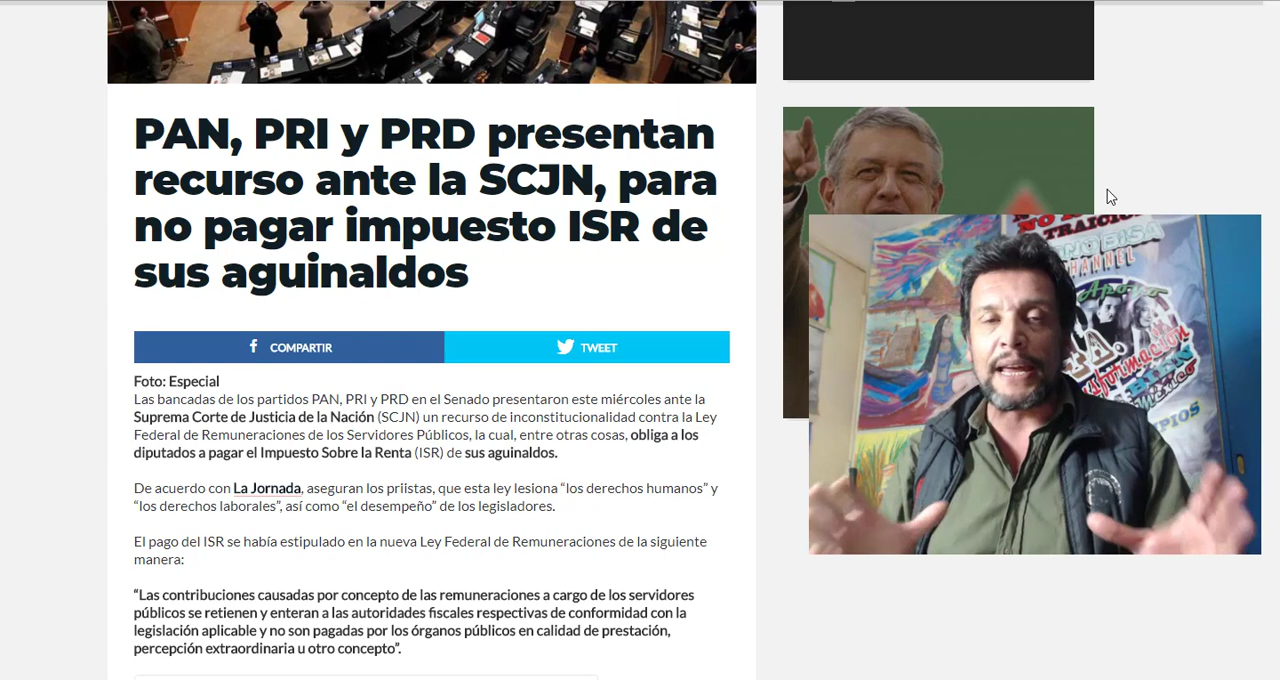 PAN, PRI y PRD presentan
recurso ante la SCJN, para
no pagar impuesto ISR de
sus aguinaldos
COMPARTIR
TWEET
Foto: Especial
Las bancadas de los partidos PAN, PRI y PRD en el Senado presentaron este miércoles ante la
Suprema Corte de Justicia de la Nación (SCJN) un recurso de inconstitucionalidad contra la Ley
Federal de Remuneraciones de los Servidores Públicos, la cual, entre otras cosas, obliga a los
diputados a pagar el Impuesto Sobre la Renta (ISR) de sus aguinaldos.
De acuerdo con La Jornada, aseguran los priistas, que esta ley lesiona “los derechos humanos” y
“los derechos laborales”, así como “el desempeño” de los legisladores.
El pago del ISR se había estipulado en la nueva Ley Federal de Remuneraciones de la siguiente
manera:
“Las contribuciones causadas por concepto de las remuneraciones a cargo de los servidores
públicos se retienen y enteran a las autoridades fiscales respectivas de conformidad con la
legislación aplicable y no son pagadas por los órganos públicos en calidad de prestación,
percepción extraordinaria u otro concepto”.
NO
BISA
CHANNEL
Apoyo